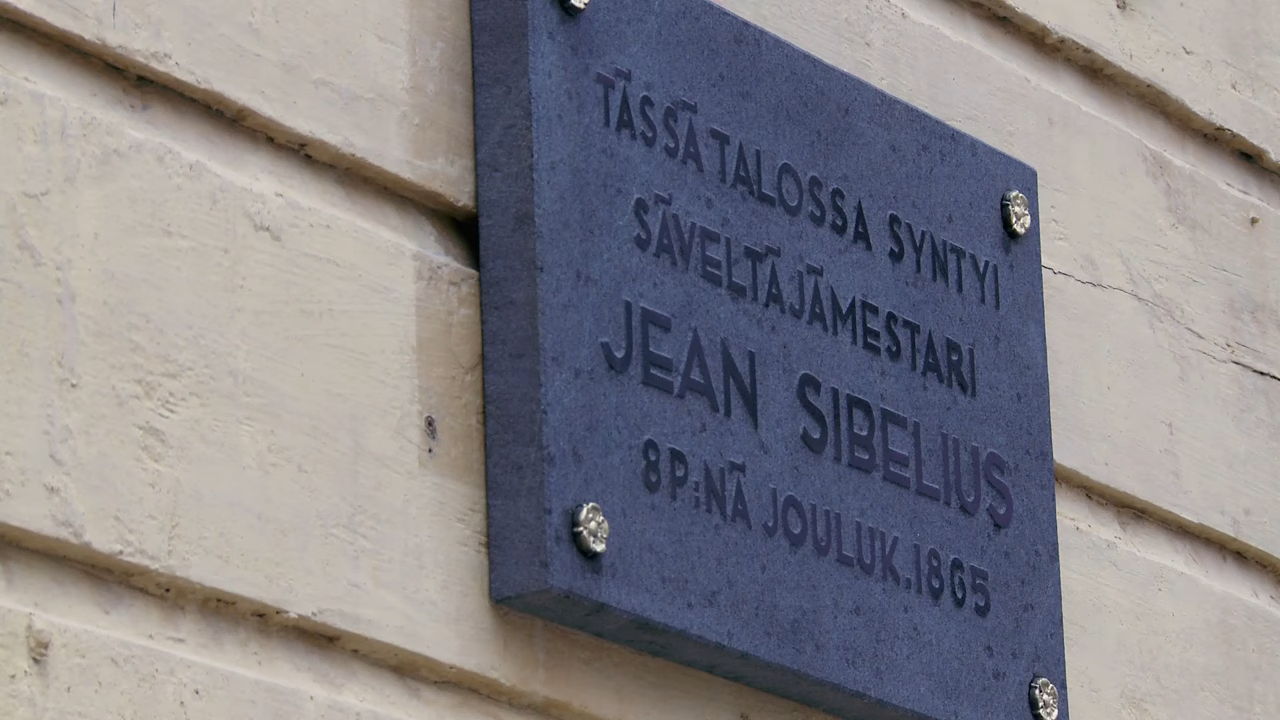 TÄSSÄ TALOSSA SYNTYI
SÄVELTÄJÄMESTARI
JEAN SIBELIUS
8 P:NÄ JOULUK.1865